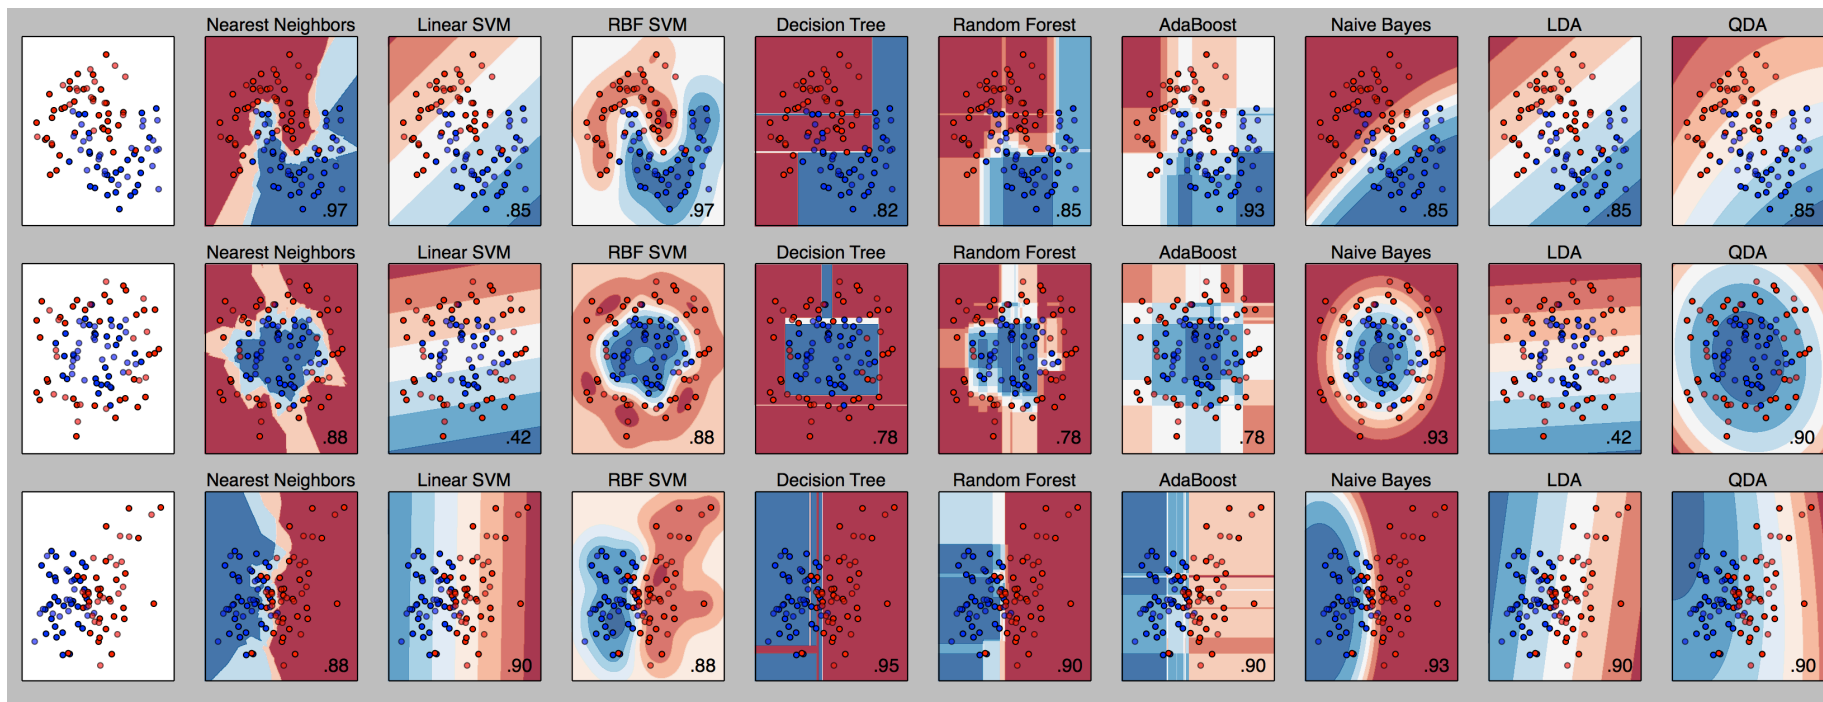 Nearest Neighbors Linear SVM RBF SVM Decision Tree Random Forest AdaBoost Naive Bayes LDA QDA
.97 .85 .97 .82 .85 .93 .85 .85 .85
Nearest Neighbors Linear SVM RBF SVM Decision Tree Random Forest AdaBoost Naive Bayes LDA QDA
.88 .42 .88 .78 .78 .78 .93 .42 .90
Nearest Neighbors Linear SVM RBF SVM Decision Tree Random Forest AdaBoost Naive Bayes LDA QDA
.88 .90 .88 .95 .90 .90 .93 .90 .90